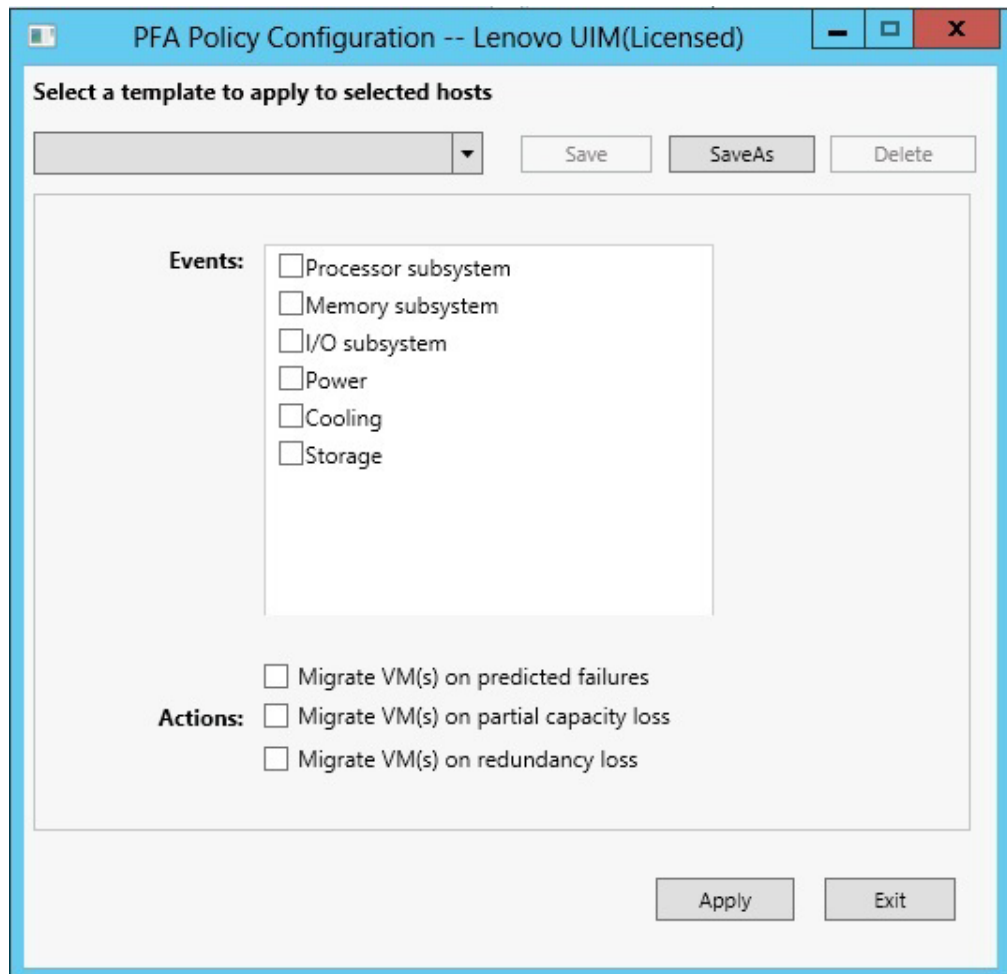 PFA Policy Configuration -- Lenovo UIM(Licensed)
Select a template to apply to selected hosts
Save
SaveAs
Delete
Events:
Processor subsystem
Memory subsystem
I/O subsystem
Power
Cooling
Storage
Migrate VM(s) on predicted failures
Actions:
Migrate VM(s) on partial capacity loss
Migrate VM(s) on redundancy loss
Apply
Exit